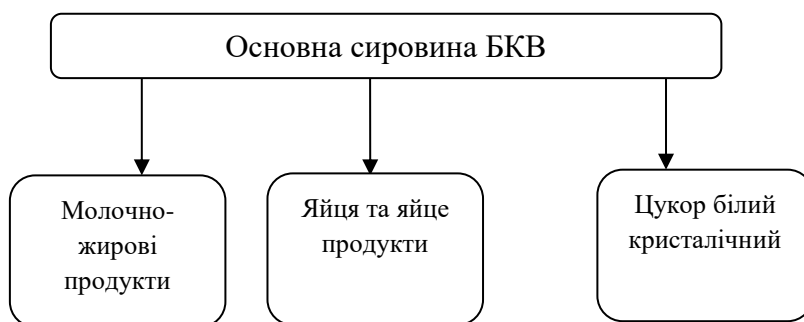 Основна сировина БКВ
Молочно-
жирові
продукти
Яйця та яйце
продукти
Цукор білий
кристалічний